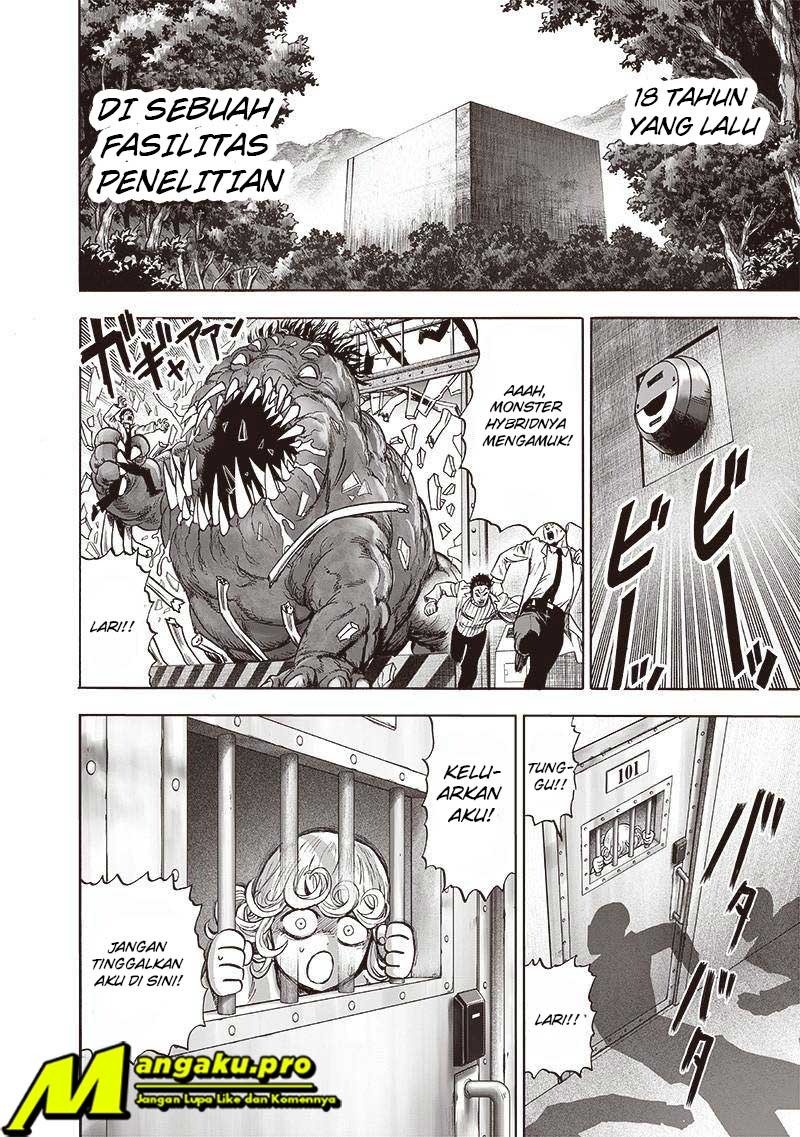 18 TAHUN
YANG LALU
DI SEBUAH
FASILITAS
PENELITIAN
ビービー
AAAH,
MONSTER
HYBRIDNYA
MENGAMUK!
ガギャアアン
LARI!!
TUNG-
GU!!
101
バタバタ
LARI!!
KELU-
ARKAN
AKU!
JANGAN
TINGGALKAN
AKU DI SINI!
Mangaku.pro
Jangan Lupa Like dan Komennya